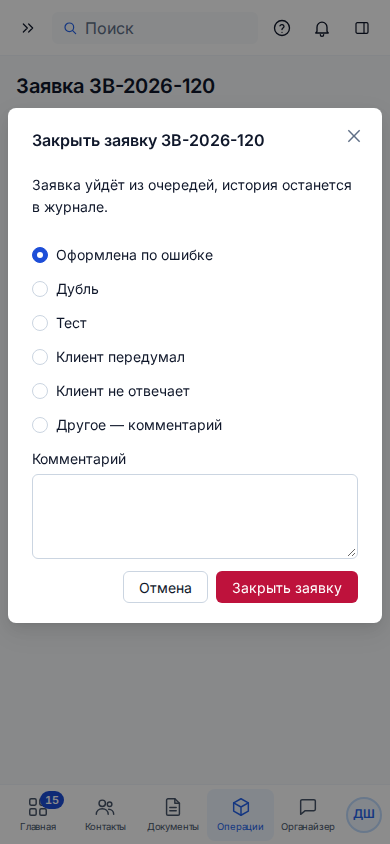 Поиск
Заявка ЗВ-2026-120
Закрыть заявку ЗВ-2026-120
Заявка уйдёт из очередей, история останется
в журнале.
Оформлена по ошибке
Дубль
Тест
Клиент передумал
Клиент не отвечает
Другое — комментарий
Комментарий
Отмена
Закрыть заявку
15
Главная
Контакты
Документы
Операции
Органайзер
ДШ